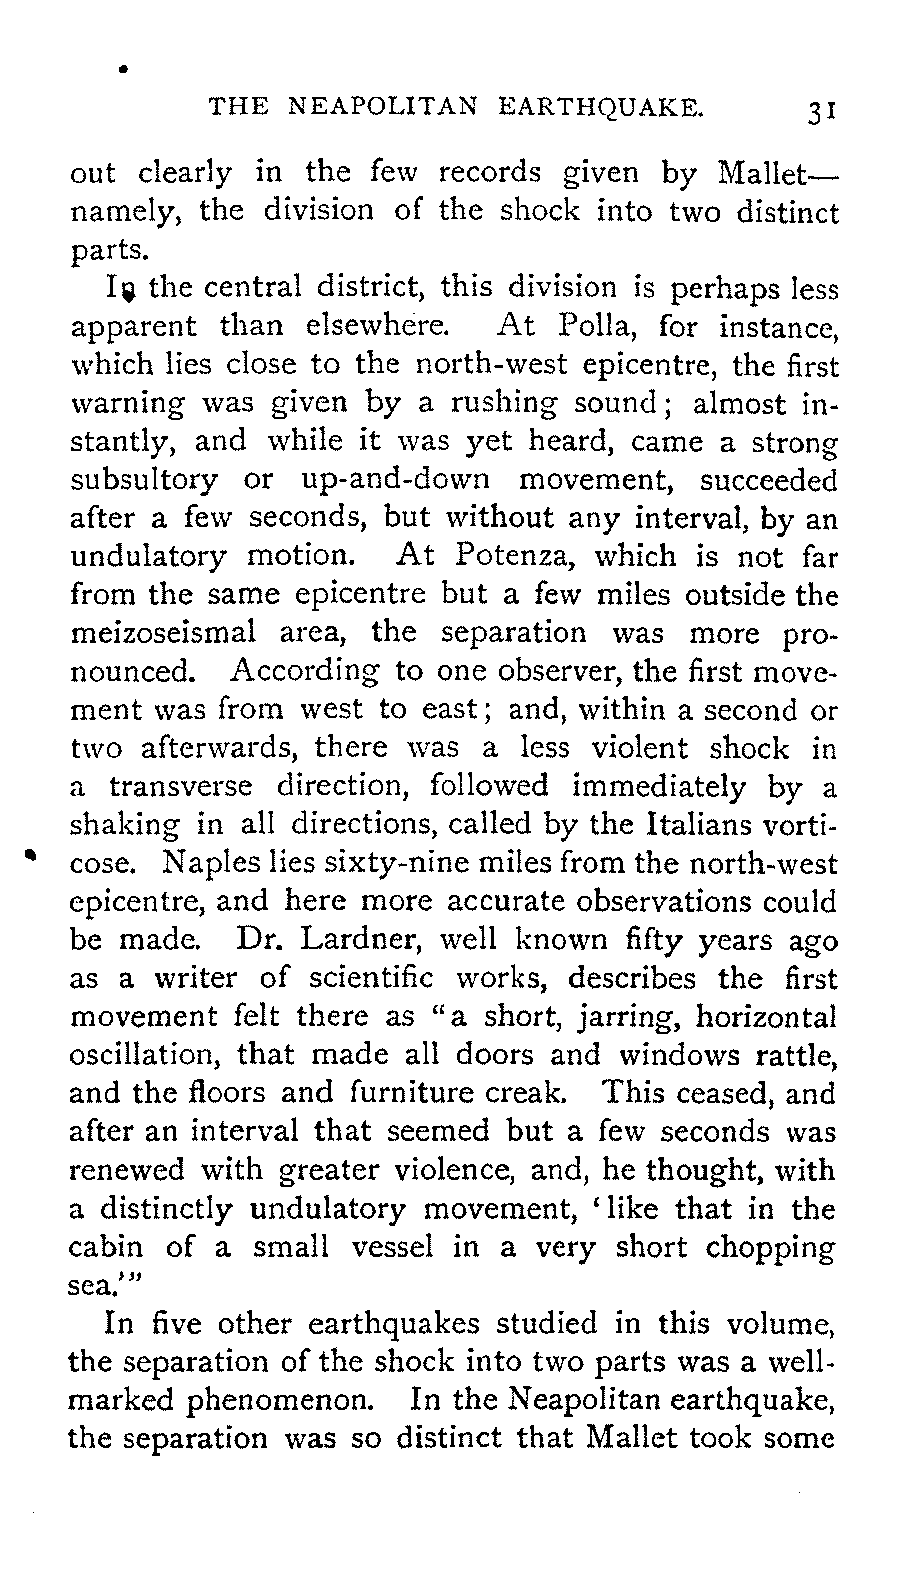 THE NEAPOLITAN EARTHQUAKE. 31
out clearly in the few records given by Mallet—
namely, the division of the shock into two distinct
parts.
In the central district, this division is perhaps less
apparent than elsewhere. At Polla, for instance,
which lies close to the north-west epicentre, the first
warning was given by a rushing sound; almost in-
stantly, and while it was yet heard, came a strong
subsultory or up-and-down movement, succeeded
after a few seconds, but without any interval, by an
undulatory motion. At Potenza, which is not far
from the same epicentre but a few miles outside the
meizoseismal area, the separation was more pro-
nounced. According to one observer, the first move-
ment was from west to east; and, within a second or
two afterwards, there was a less violent shock in
a transverse direction, followed immediately by a
shaking in all directions, called by the Italians vorti-
cose. Naples lies sixty-nine miles from the north-west
epicentre, and here more accurate observations could
be made. Dr. Lardner, well known fifty years ago
as a writer of scientific works, describes the first
movement felt there as "a short, jarring, horizontal
oscillation, that made all doors and windows rattle,
and the floors and furniture creak. This ceased, and
after an interval that seemed but a few seconds was
renewed with greater violence, and, he thought, with
a distinctly undulatory movement, 'like that in the
cabin of a small vessel in a very short chopping
sea.'"
In five other earthquakes studied in this volume,
the separation of the shock into two parts was a well-
marked phenomenon. In the Neapolitan earthquake,
the separation was so distinct that Mallet took some